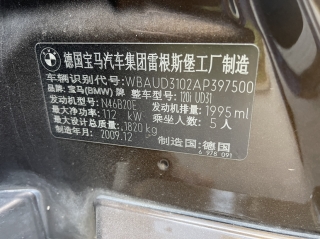 德国宝马汽车集团雷根斯堡工厂制造
车辆识别代号: WBAUD3102AP397500
品牌: 宝马(BMW)牌 整车型号: 120i UD31
发动机型号: N46B20E 发动机排量: 1995 ml
最大净功率: 112 kW 乘坐人数: 5 人
最大总质量: 1820 kg
制造年月: 2009.12 制造国: 德国
6 978 091